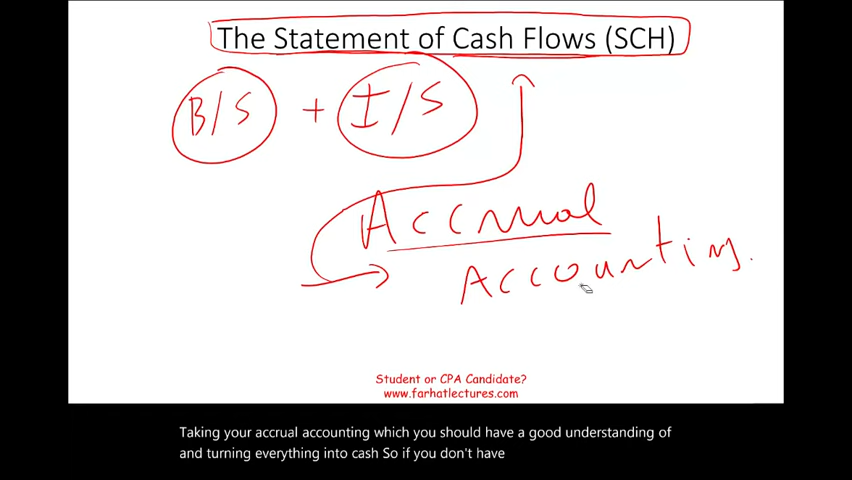 The Statement of Cash Flows (SCH)
B/S + I/S
Accrual
Accounting.
Student or CPA Candidate?
www.farhatlectures.com
Taking your accrual accounting which you should have a good understanding of
and turning everything into cash So if you don't have